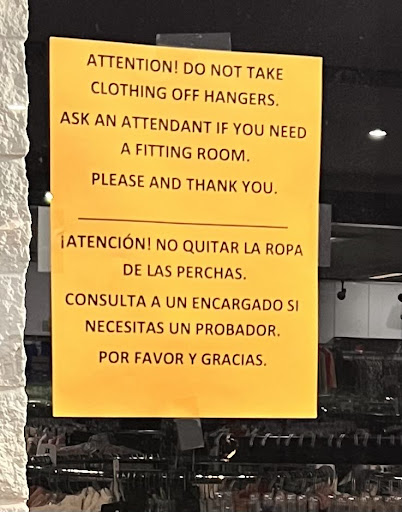 ATTENTION! DO NOT TAKE
CLOTHING OFF HANGERS.
ASK AN ATTENDANT IF YOU NEED
A FITTING ROOM.
PLEASE AND THANK YOU.
¡ATENCIÓN! NO QUITAR LA ROPA
DE LAS PERCHAS.
CONSULTA A UN ENCARGADO SI
NECESITAS UN PROBADOR.
POR FAVOR Y GRACIAS.